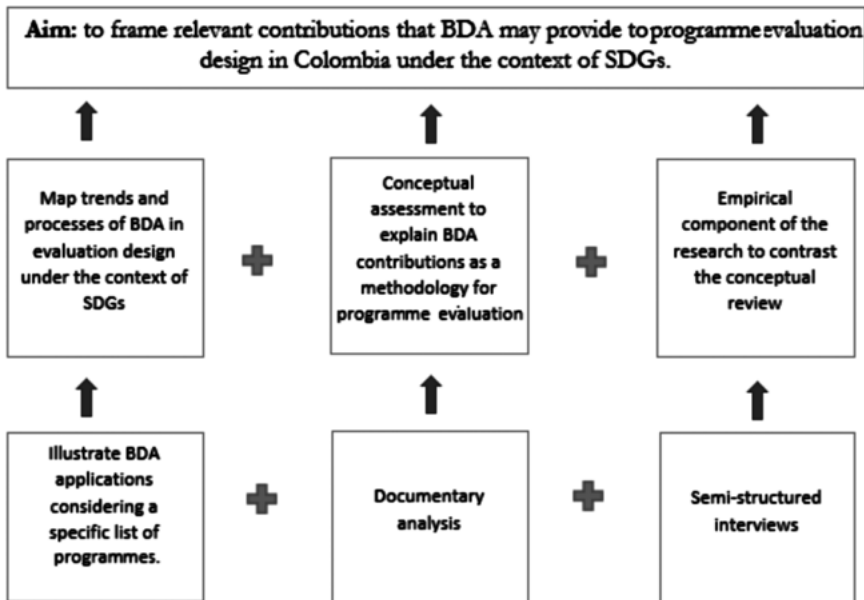 Aim: to frame relevant contributions that BDA may provide to programme evaluation
design in Colombia under the context of SDGs.
Map trends and
processes of BDA in
evaluation design
under the context of
SDGs
Conceptual
assessment to
explain BDA
contributions as a
methodology for
programme evaluation
Empirical
component of the
research to contrast
the conceptual
review
Illustrate BDA
applications
considering a
specific list of
programmes.
Documentary
analysis
Semi-structured
interviews